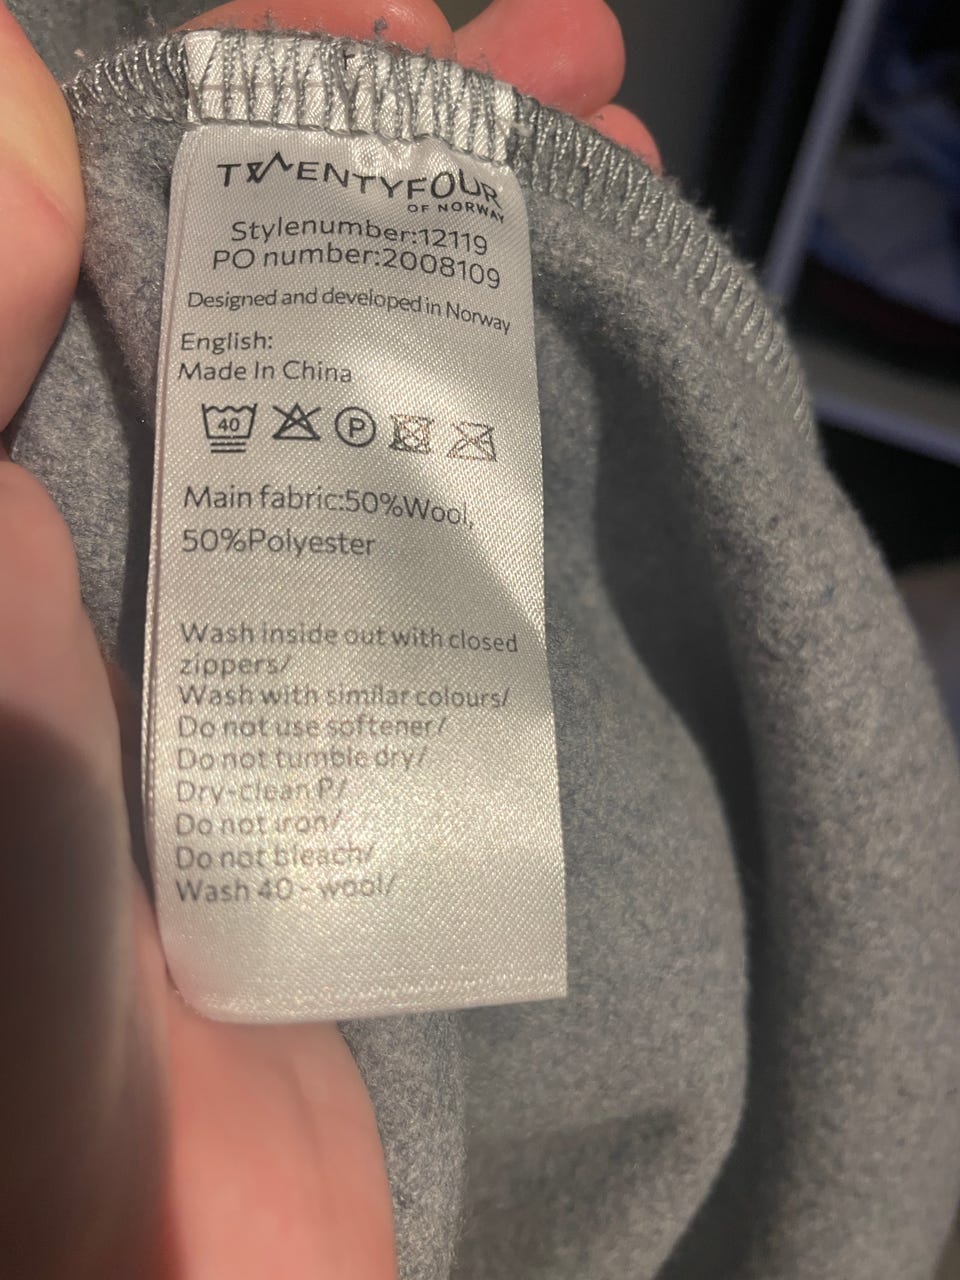 TWENTYFOUR
OF NORWAY
Stylenumber:12119
PO number:2008109
Designed and developed in Norway
English:
Made In China
40 P
Main fabric:50%Wool,
50%Polyester
Wash inside out with closed
zippers/
Wash with similar colours/
Do not use softener/
Do not tumble dry/
Dry-clean P/
Do not iron/
Do not bleach/
Wash 40 - wool/